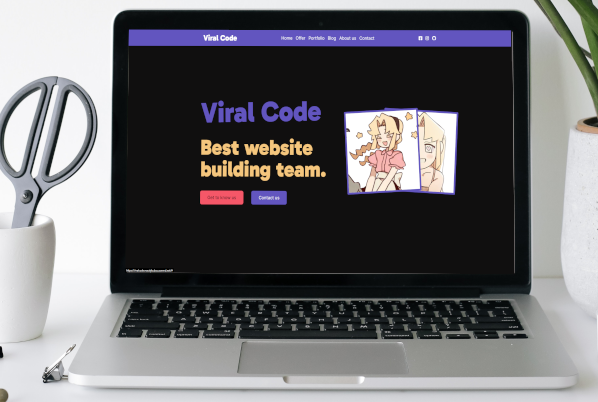 Viral Code
Home Offer Portfolio Blog About us Contact
Viral Code
Best website
building team.
Get to know us
Contact us